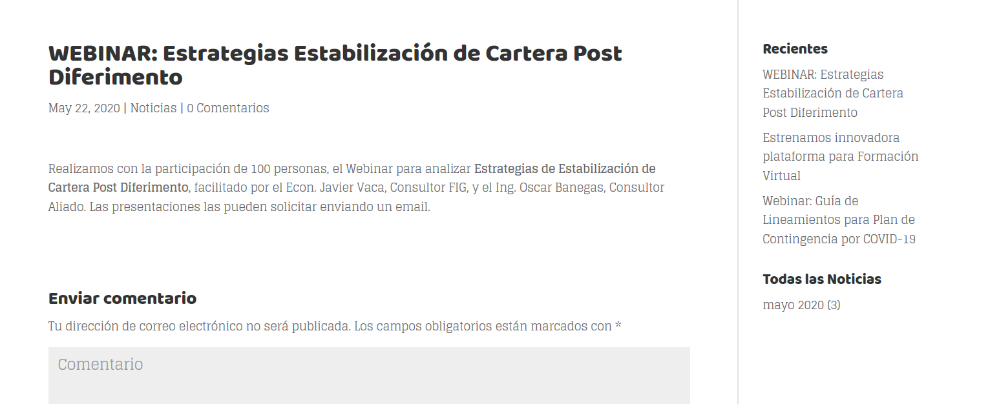 WEBINAR: Estrategias Estabilización de Cartera Post
Diferimento
May 22, 2020 | Noticias | 0 Comentarios
Realizamos con la participación de 100 personas, el Webinar para analizar Estrategias de Estabilización de
Cartera Post Diferimento, facilitado por el Econ. Javier Vaca, Consultor FIG, y el Ing. Oscar Banegas, Consultor
Aliado. Las presentaciones las pueden solicitar enviando un email.
Enviar comentario
Tu dirección de correo electrónico no será publicada. Los campos obligatorios están marcados con *
Comentario
Recientes
WEBINAR: Estrategias
Estabilización de Cartera
Post Diferimento
Estrenamos innovadora
plataforma para Formación
Virtual
Webinar: Guía de
Lineamientos para Plan de
Contingencia por COVID-19
Todas las Noticias
mayo 2020 (3)